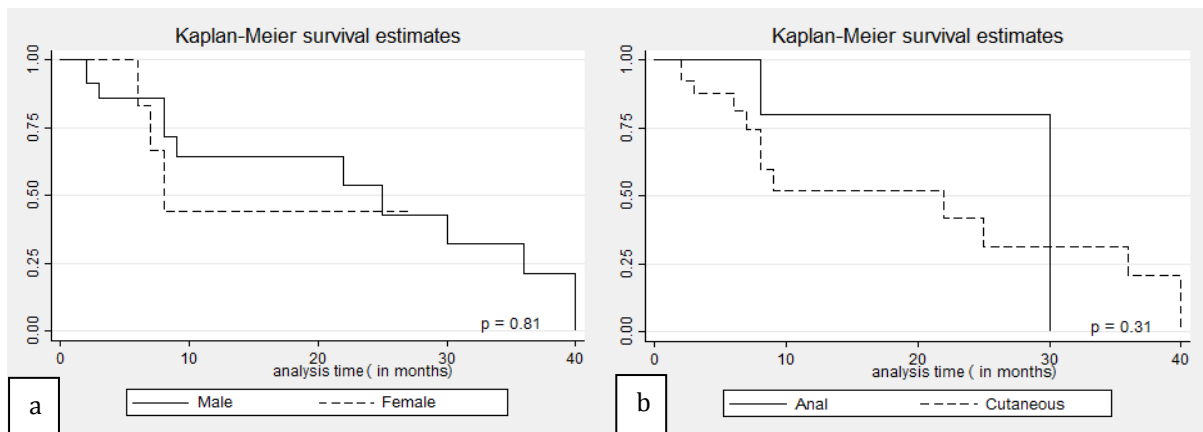 Kaplan-Meier survival estimates
1.00
0.75
0.50
0.25
0.00
p = 0.81
0 10 20 30 40
analysis time ( in months)
Male Female
a
Kaplan-Meier survival estimates
1.00
0.75
0.50
0.25
0.00
p = 0.31
0 10 20 30 40
analysis time ( in months)
Anal Cutaneous
b